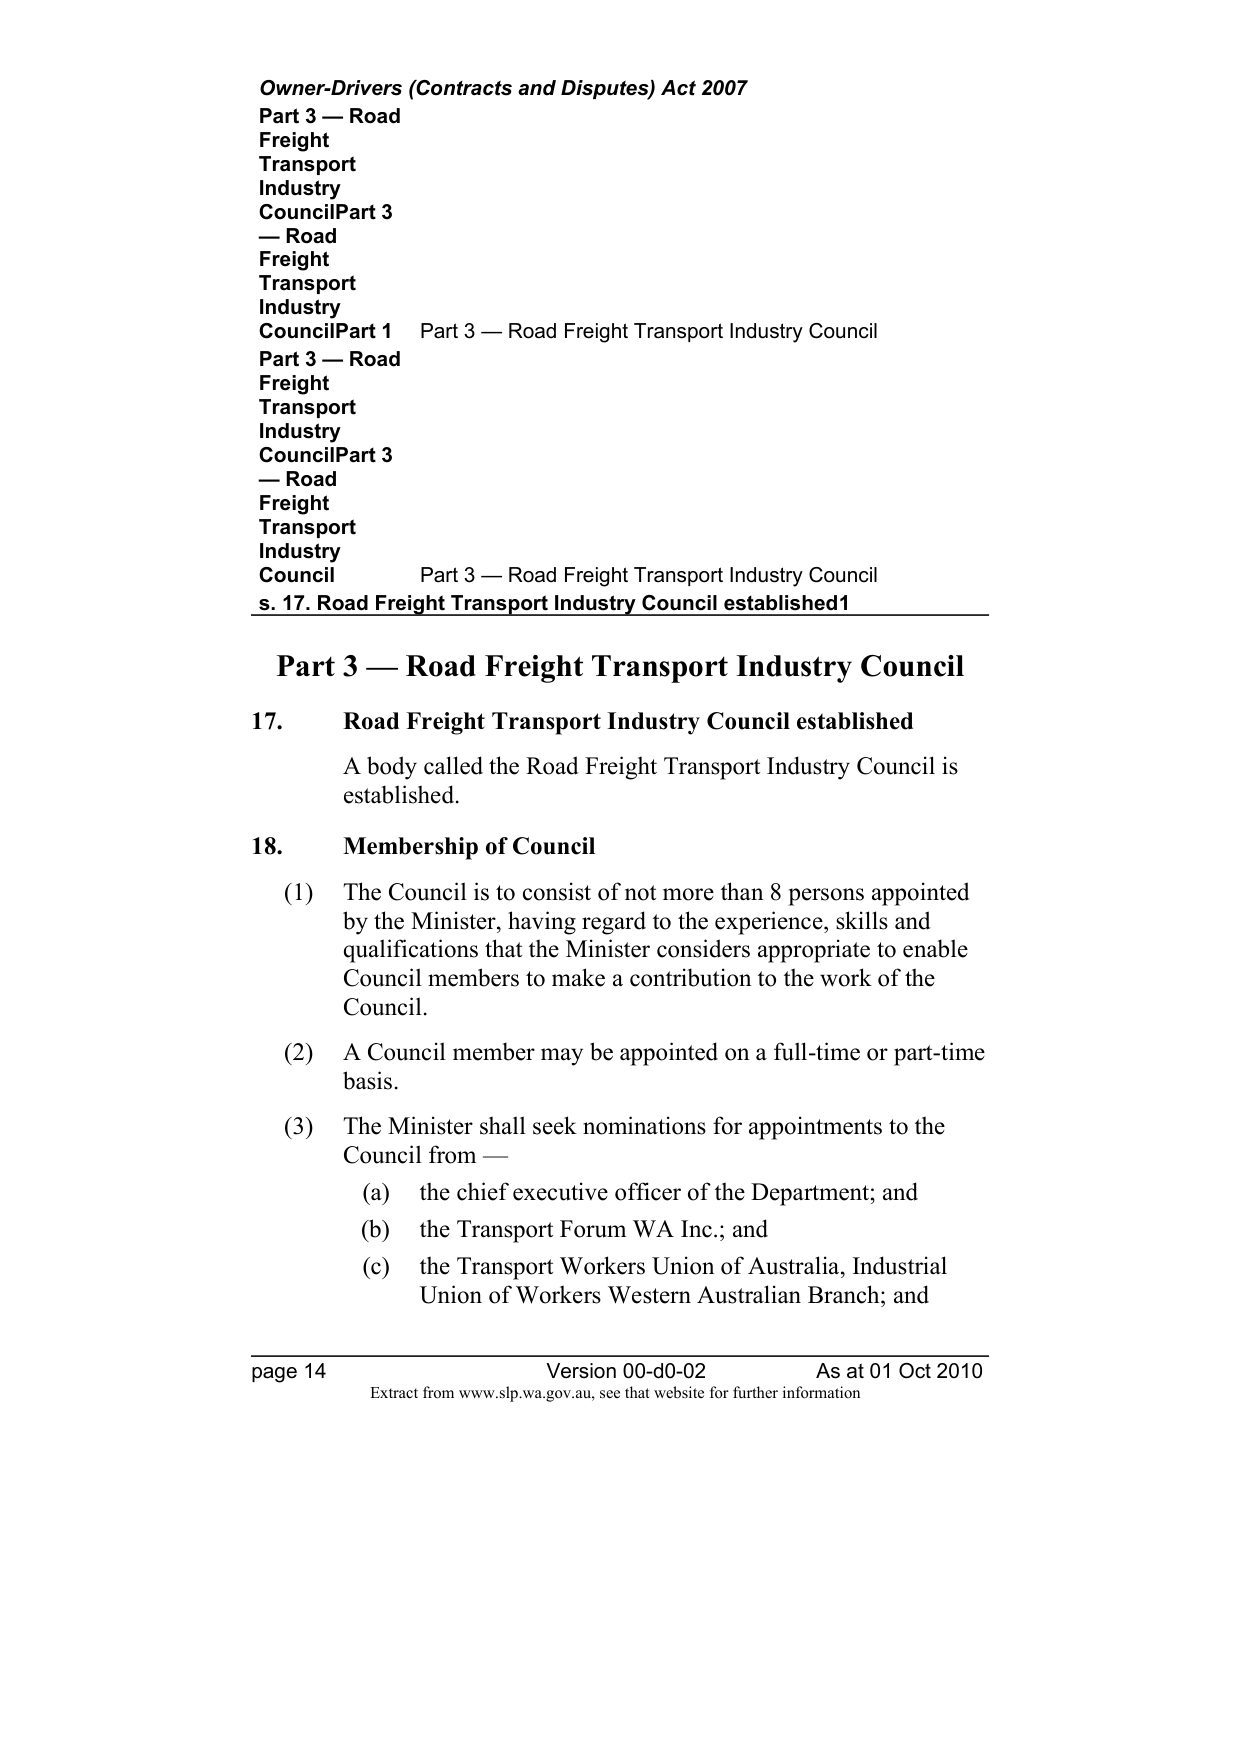 Owner-Drivers (Contracts and Disputes) Act 2007
Part 3 — Road
Freight
Transport
Industry
CouncilPart 3
— Road
Freight
Transport
Industry
CouncilPart 1 Part 3 — Road Freight Transport Industry Council
Part 3 — Road
Freight
Transport
Industry
CouncilPart 3
— Road
Freight
Transport
Industry
Council Part 3 — Road Freight Transport Industry Council
s. 17. Road Freight Transport Industry Council established1
Part 3 — Road Freight Transport Industry Council
17. Road Freight Transport Industry Council established
A body called the Road Freight Transport Industry Council is
established.
18. Membership of Council
(1) The Council is to consist of not more than 8 persons appointed
by the Minister, having regard to the experience, skills and
qualifications that the Minister considers appropriate to enable
Council members to make a contribution to the work of the
Council.
(2) A Council member may be appointed on a full-time or part-time
basis.
(3) The Minister shall seek nominations for appointments to the
Council from —
(a) the chief executive officer of the Department; and
(b) the Transport Forum WA Inc.; and
(c) the Transport Workers Union of Australia, Industrial
Union of Workers Western Australian Branch; and
page 14 Version 00-d0-02 As at 01 Oct 2010
Extract from www.slp.wa.gov.au, see that website for further information